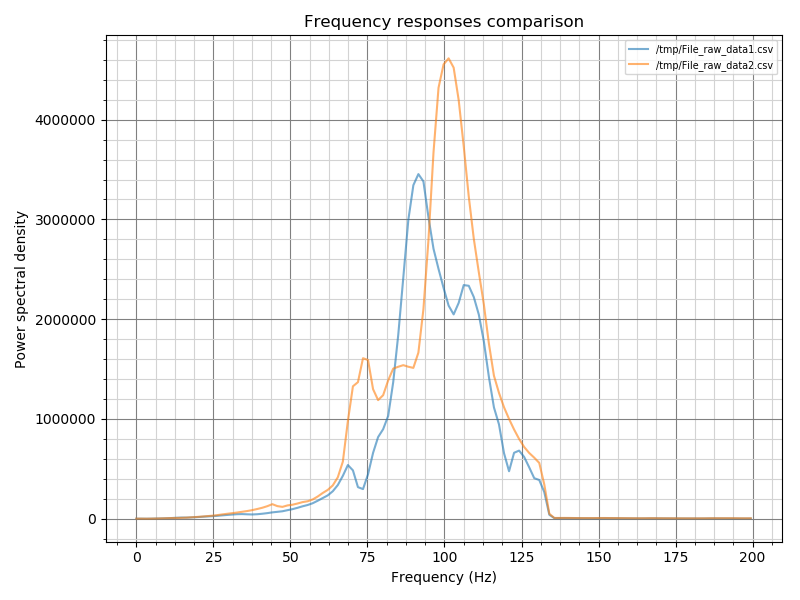 Frequency responses comparison
/tmp/File_raw_data1.csv
/tmp/File_raw_data2.csv
Power spectral density
4000000
3000000
2000000
1000000
0
0 25 50 75 100 125 150 175 200
Frequency (Hz)